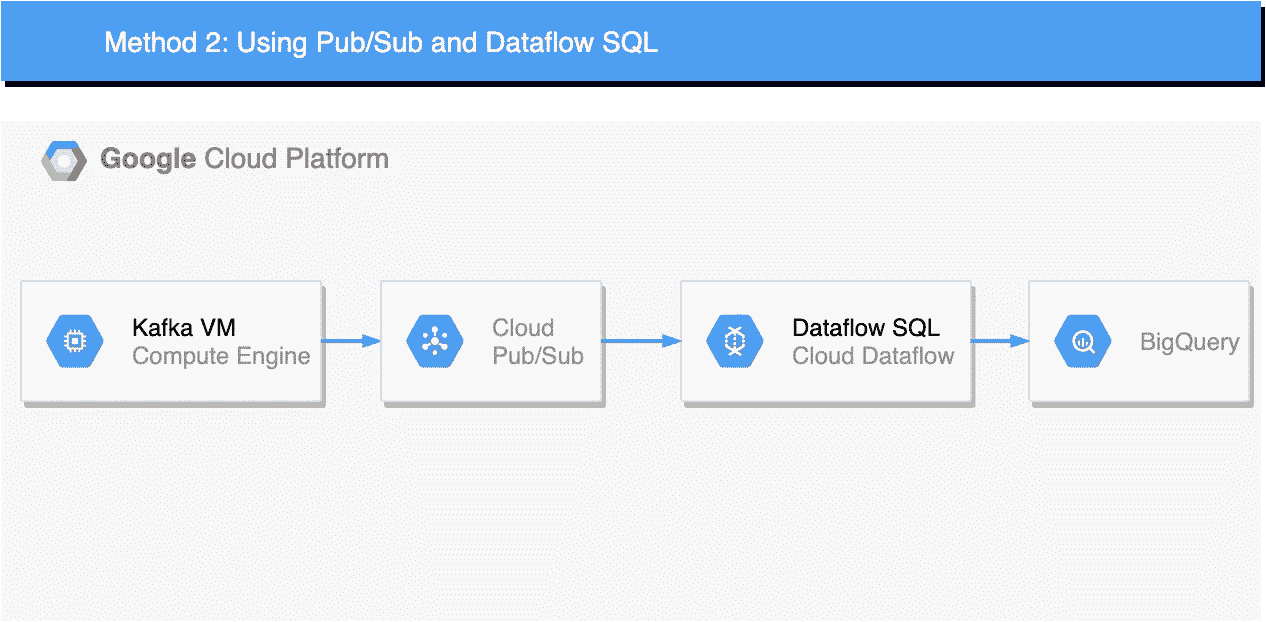 Method 2: Using Pub/Sub and Dataflow SQL
Google Cloud Platform
Kafka VM
Compute Engine
Cloud
Pub/Sub
Dataflow SQL
Cloud Dataflow
BigQuery